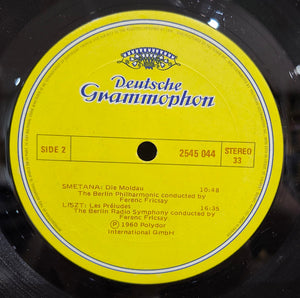 Deutsche
Grammophon
SIDE 2
2545 044
STEREO
33
SMETANA: Die Moldau 10:48
The Berlin Philharmonic conducted by
Ferenc Fricsay
LISZT: Les Préludes 16:35
The Berlin Radio Symphony conducted by
Ferenc Fricsay
Ⓟ 1960 Polydor
International GmbH